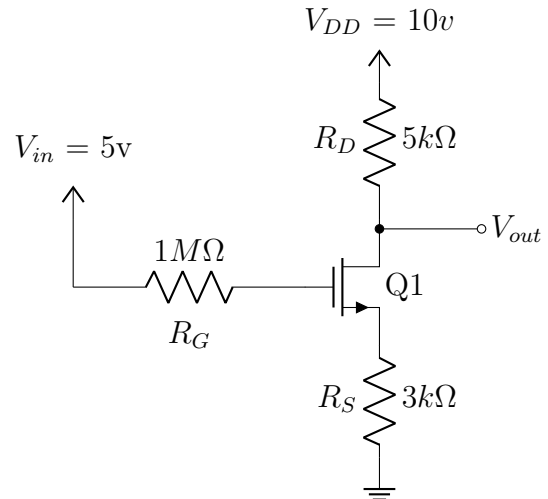 V_{DD} = 10v
R_D 5kΩ
V_{in} = 5v
V_{out}
1MΩ
Q1
R_G
R_S 3kΩ